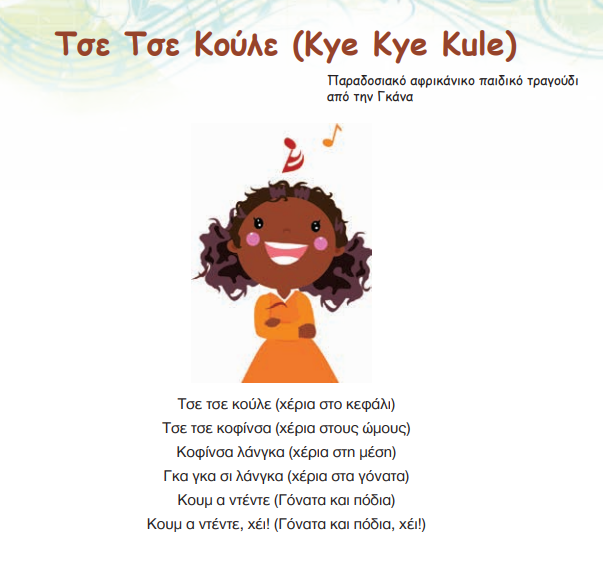 Τσε Τσε Κούλε (Kye Kye Kule)
Παραδοσιακό αφρικάνικο παιδικό τραγούδι
από την Γκάνα
Τσε τσε κούλε (χέρια στο κεφάλι)
Τσε τσε κοφίνσα (χέρια στους ώμους)
Κοφίνσα λάνγκα (χέρια στη μέση)
Γκα γκα σι λάνγκα (χέρια στα γόνατα)
Κουμ α ντέντε (Γόνατα και πόδια)
Κουμ α ντέντε, χέι! (Γόνατα και πόδια, χέι!)